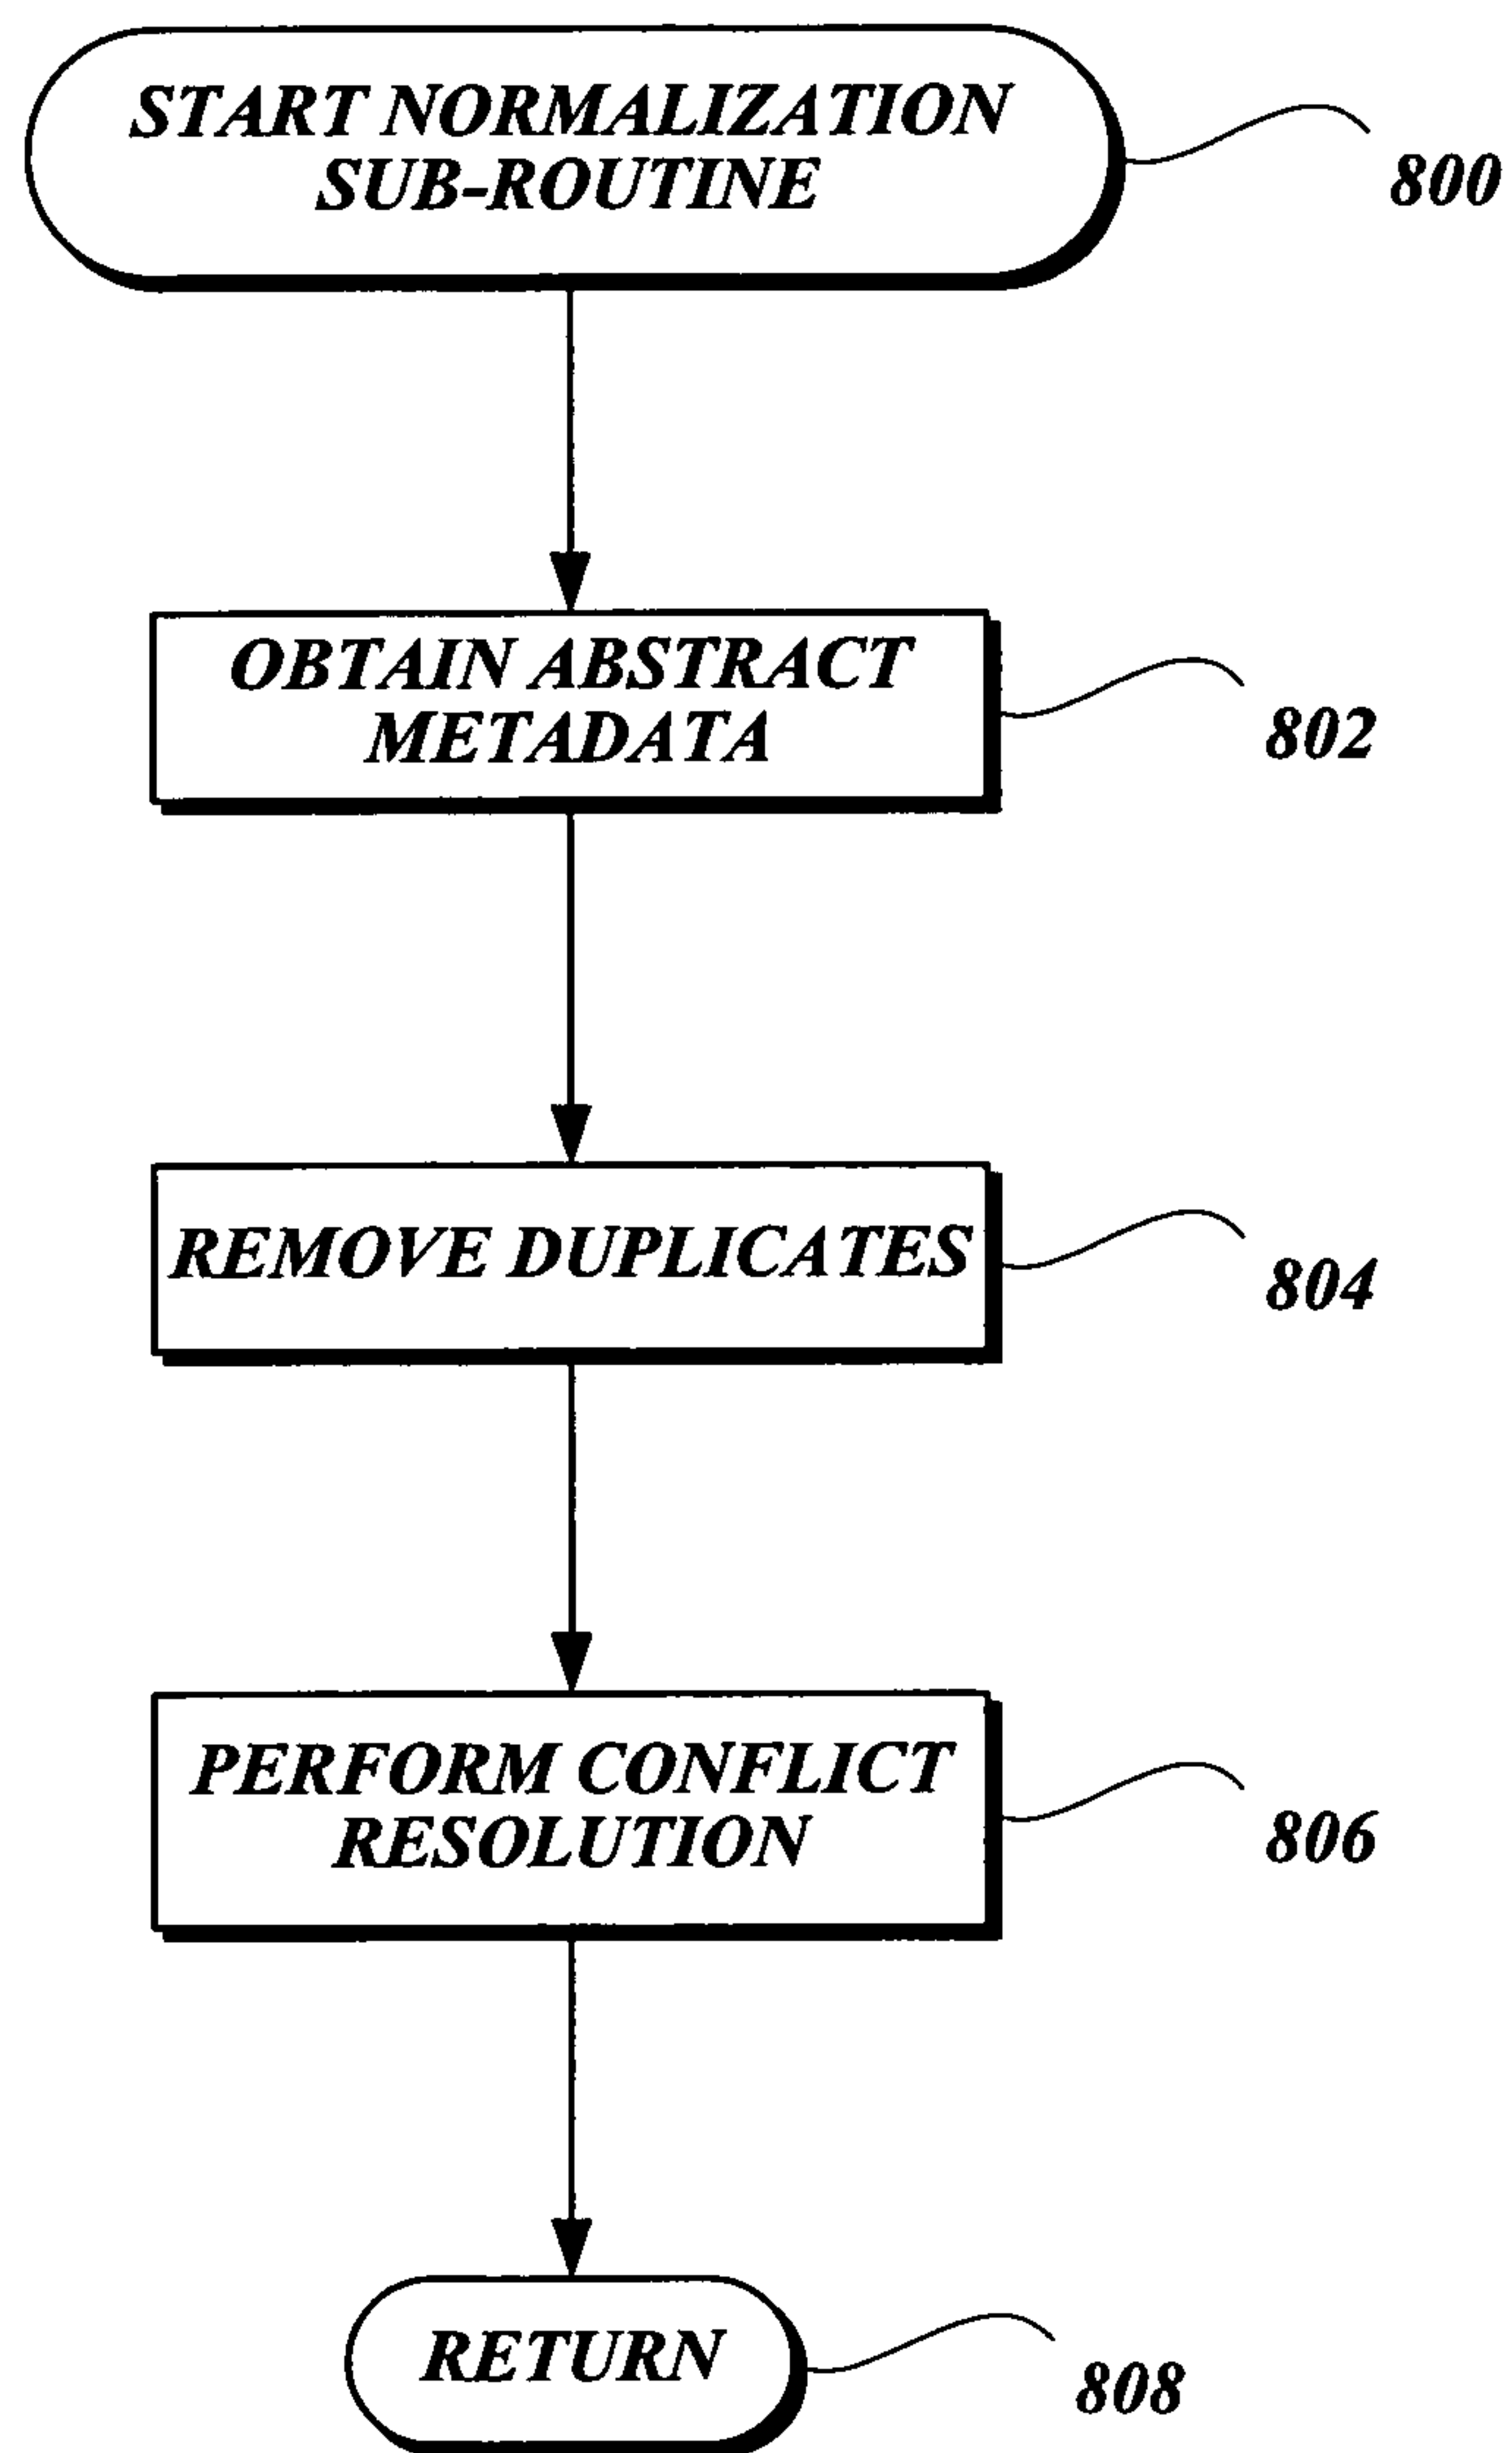 START NORMALIZATION
SUB-ROUTINE
800
OBTAIN ABSTRACT
METADATA
802
REMOVE DUPLICATES
804
PERFORM CONFLICT
RESOLUTION
806
RETURN
808